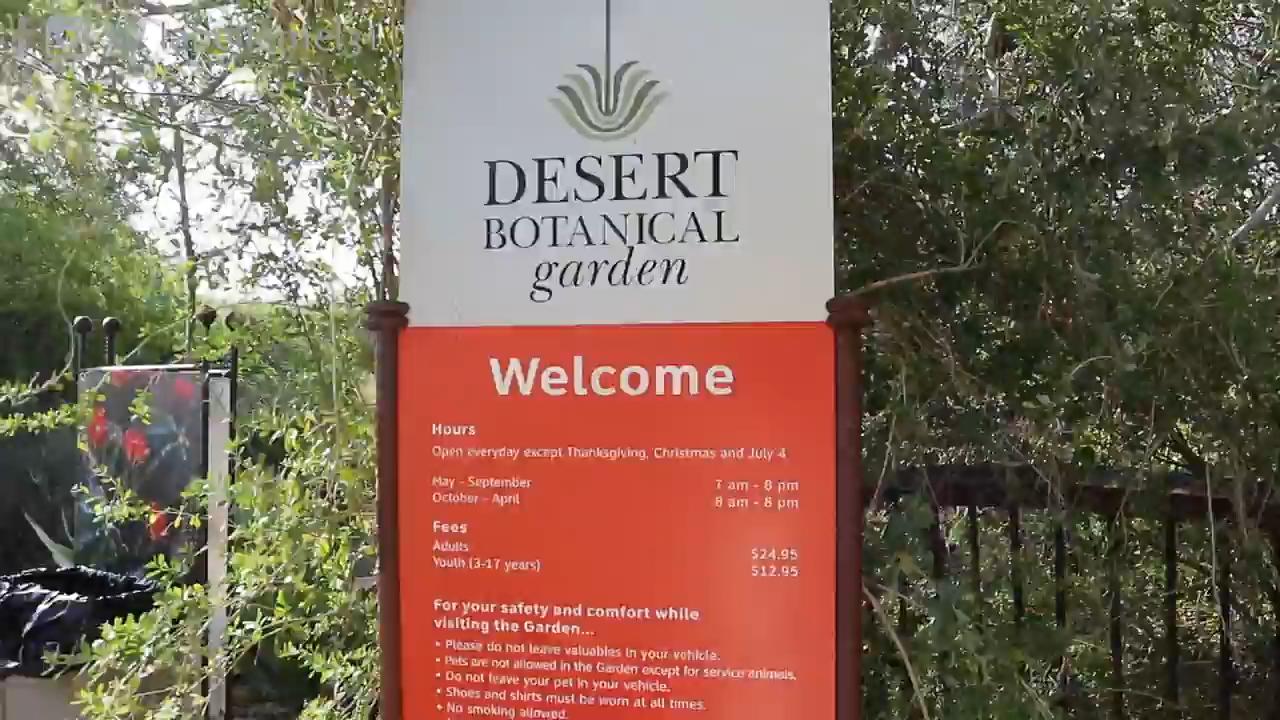 DESERT
BOTANICAL
garden
Welcome
Hours
Open everyday except Thanksgiving, Christmas and July 4
May - September 7 am - 8 pm
October - April 8 am - 8 pm
Fees
Adults $24.95
Youth (3-17 years) $12.95
For your safety and comfort while
visiting the Garden...
• Please do not leave valuables in your vehicle.
• Pets are not allowed in the Garden except for service animals.
• Do not leave your pet in your vehicle.
• Shoes and shirts must be worn at all times.
• No smoking allowed.